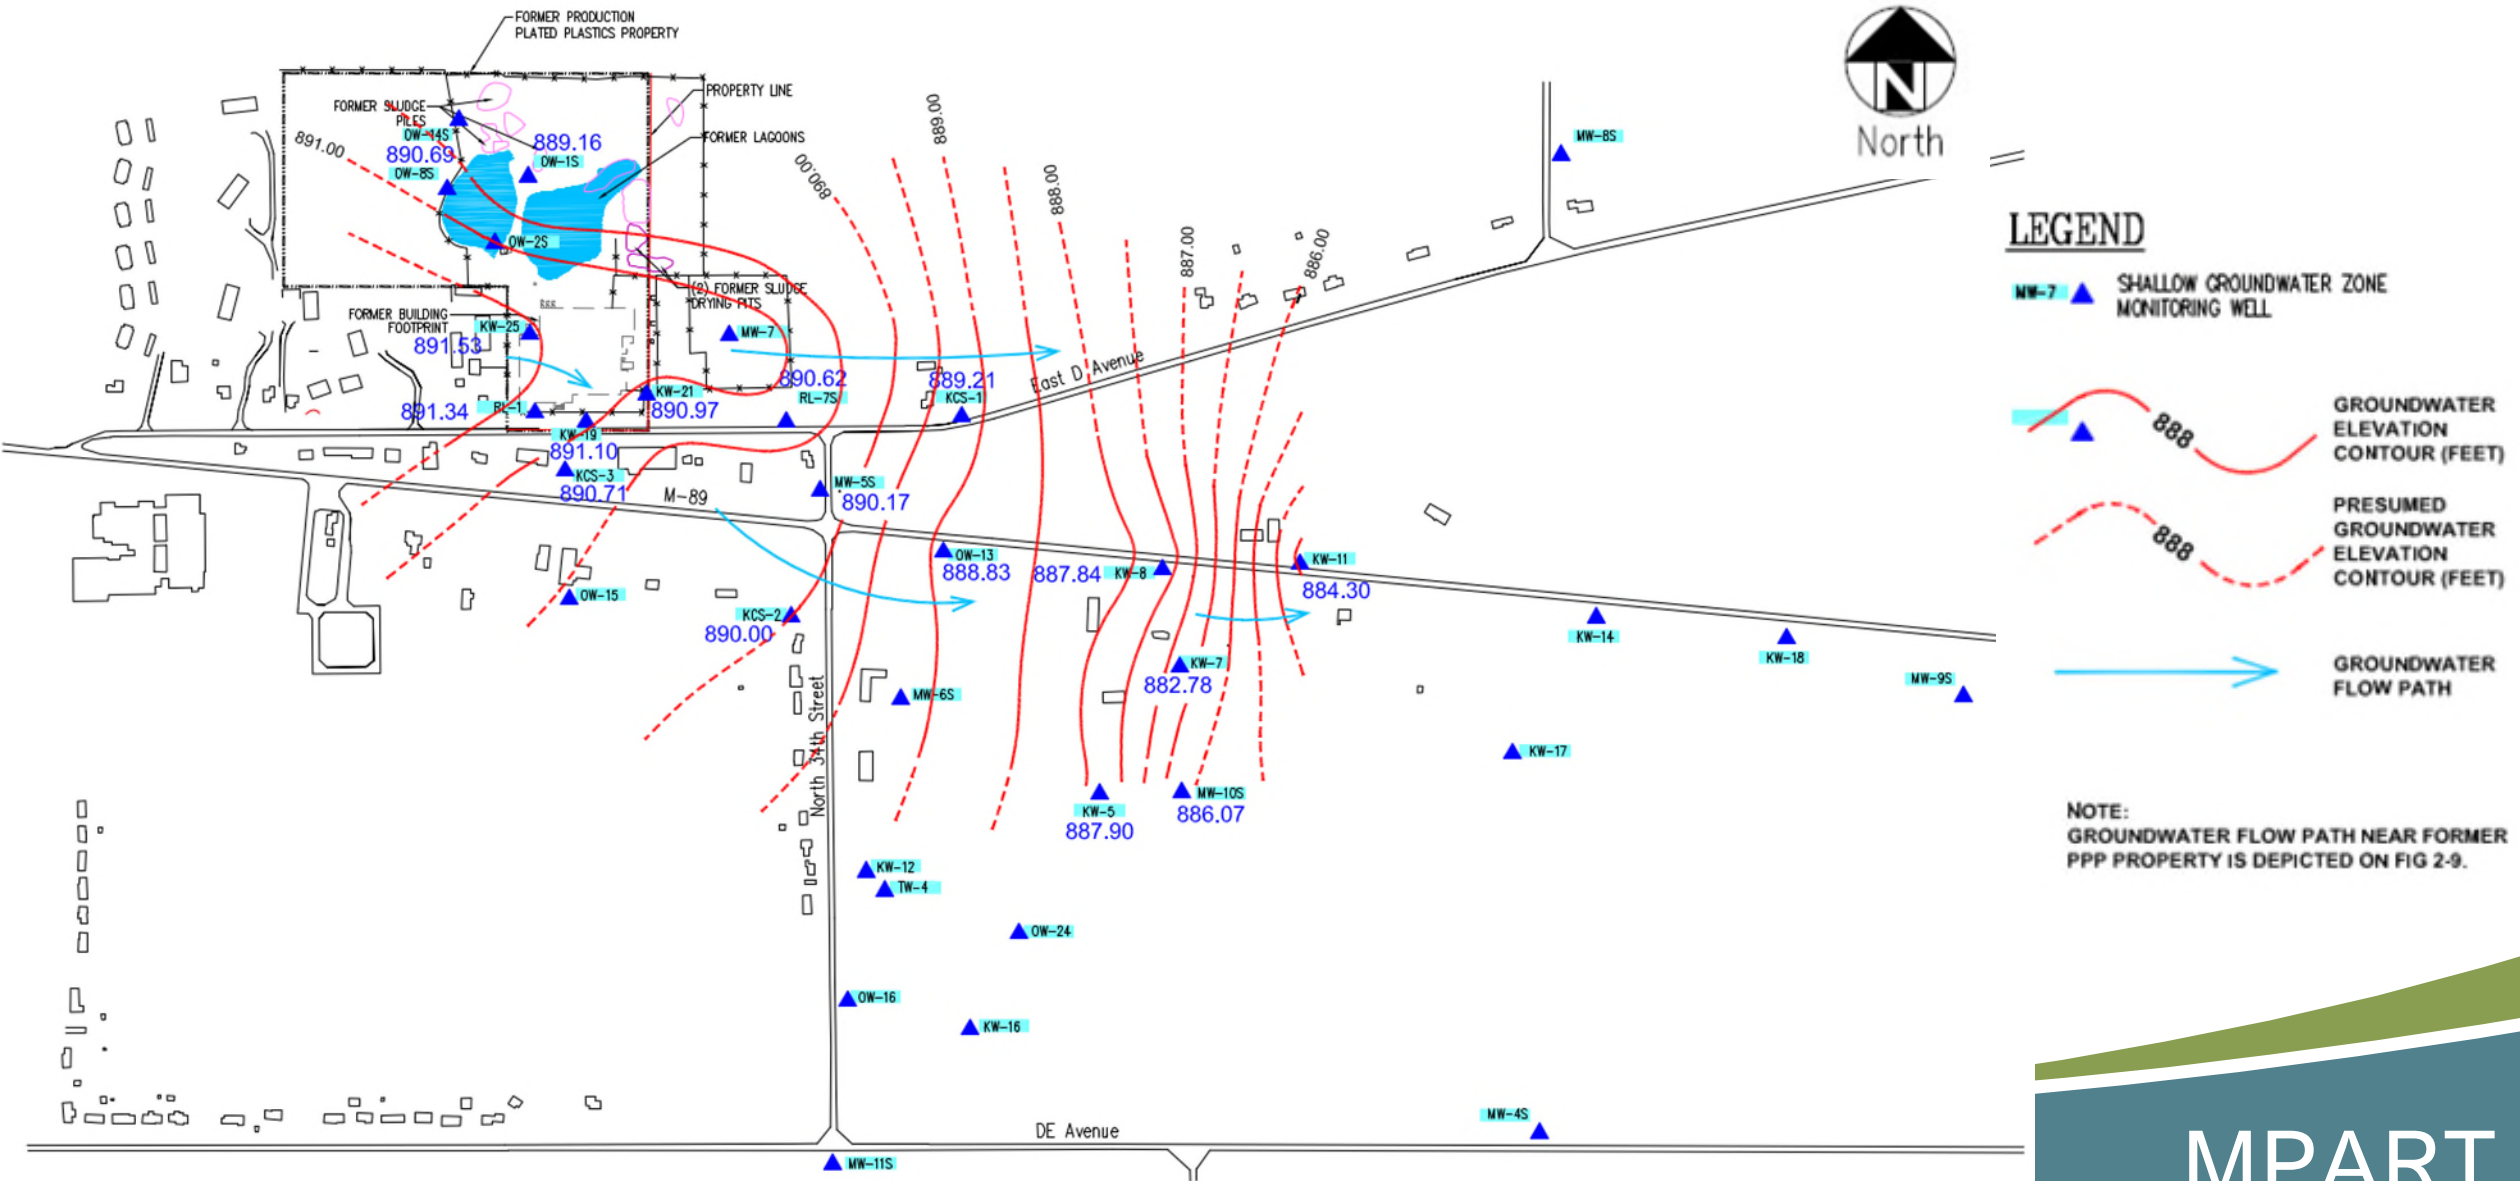 FORMER PRODUCTION
PLATED PLASTICS PROPERTY
PROPERTY LINE
FORMER SLUDGE
PILES
FORMER LAGOONS
OW-14S
890.69
OW-8S
889.16
OW-1S
OW-2S
891.00
890.00
889.00
888.00
887.00
886.00
MW-8S
North
(2) FORMER SLUDGE
DRYING PITS
FORMER BUILDING
FOOTPRINT
KW-25
891.53
MW-7
890.62
RL-7S
889.21
KCS-1
East D Avenue
891.34
RL-1
KW-21
890.97
KW-19
891.10
KCS-3
890.71
M-89
MW-5S
890.17
OW-13
888.83
887.84
KW-8
KW-11
884.30
OW-15
KCS-2
890.00
KW-14
KW-18
KW-7
882.78
MW-9S
MW-6S
North 34th Street
KW-17
KW-5
887.90
MW-10S
886.07
KW-12
TW-4
OW-24
OW-16
KW-16
MW-4S
DE Avenue
MW-11S
LEGEND
MW-7
SHALLOW GROUNDWATER ZONE
MONITORING WELL
888
GROUNDWATER
ELEVATION
CONTOUR (FEET)
888
PRESUMED
GROUNDWATER
ELEVATION
CONTOUR (FEET)
GROUNDWATER
FLOW PATH
NOTE:
GROUNDWATER FLOW PATH NEAR FORMER
PPP PROPERTY IS DEPICTED ON FIG 2-9.
MPART